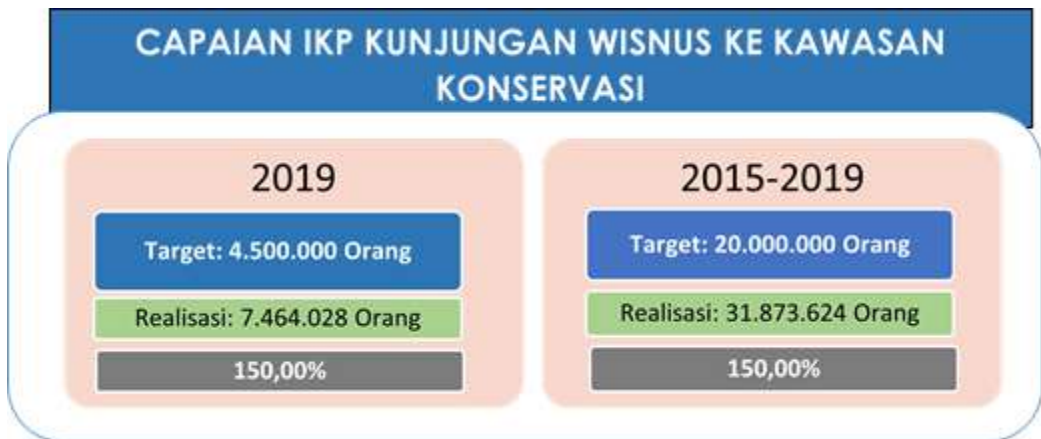 CAPAIAN IKP KUNJUNGAN WISNUS KE KAWASAN
KONSERVASI
2019
Target: 4.500.000 Orang
Realisasi: 7.464.028 Orang
150,00%
2015-2019
Target: 20.000.000 Orang
Realisasi: 31.873.624 Orang
150,00%